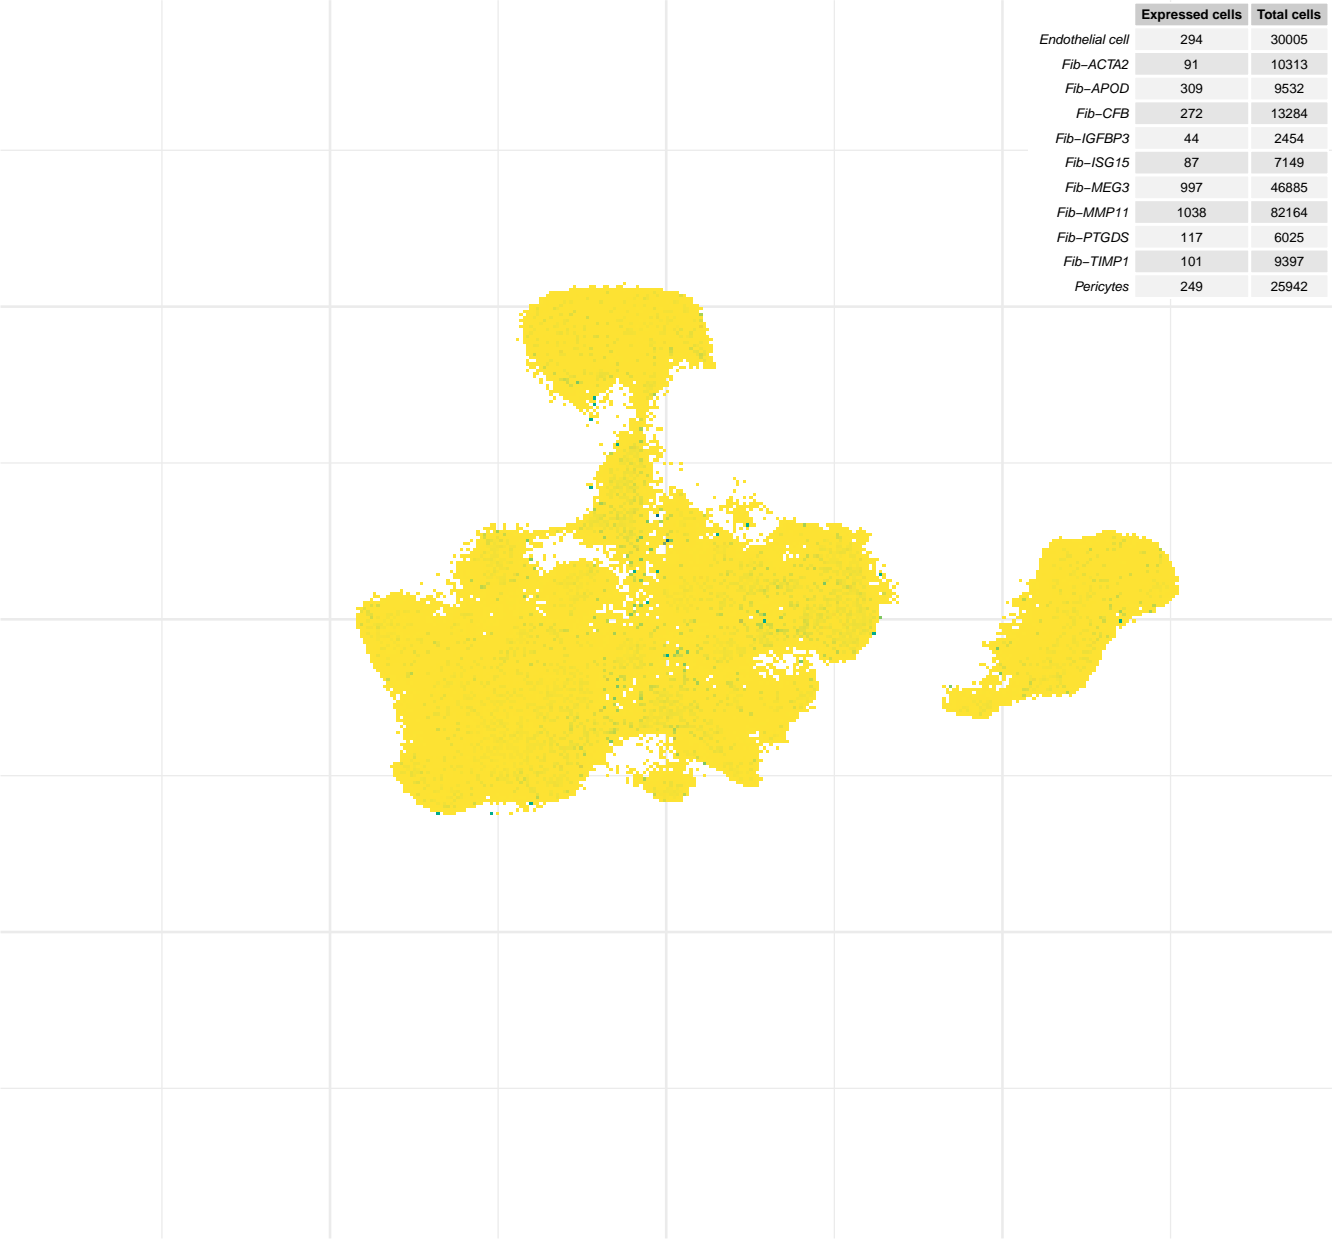 Expressed cells Total cells
Endothelial cell 294 30005
Fib−ACTA2 91 10313
Fib−APOD 309 9532
Fib−CFB 272 13284
Fib−IGFBP3 44 2454
Fib−ISG15 87 7149
Fib−MEG3 997 46885
Fib−MMP11 1038 82164
Fib−PTGDS 117 6025
Fib−TIMP1 101 9397
Pericytes 249 25942